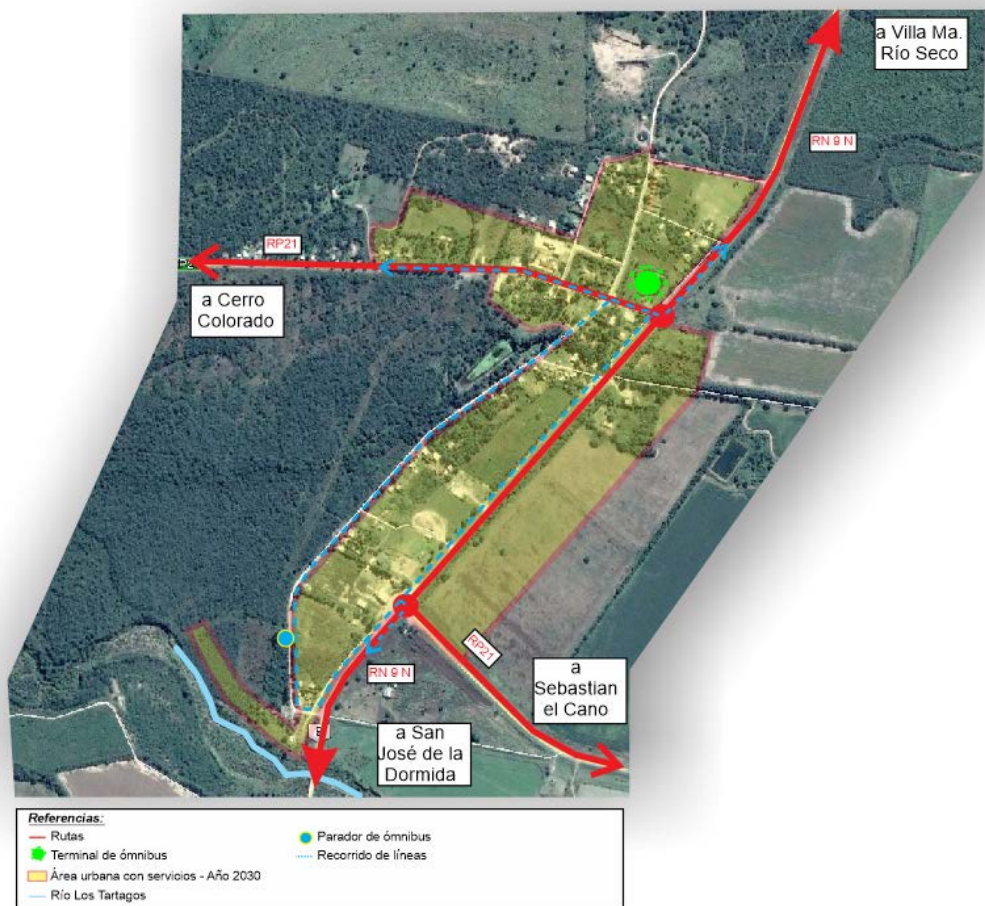 a Villa Ma.
Río Seco
RN 9 N
RP21
a Cerro
Colorado
RP21
RN 9 N
a
Sebastian
el Cano
a San
José de la
Dormida
Referencias:
Rutas
Parador de ómnibus
Terminal de ómnibus
Recorrido de líneas
Área urbana con servicios - Año 2030
Río Los Tartagos